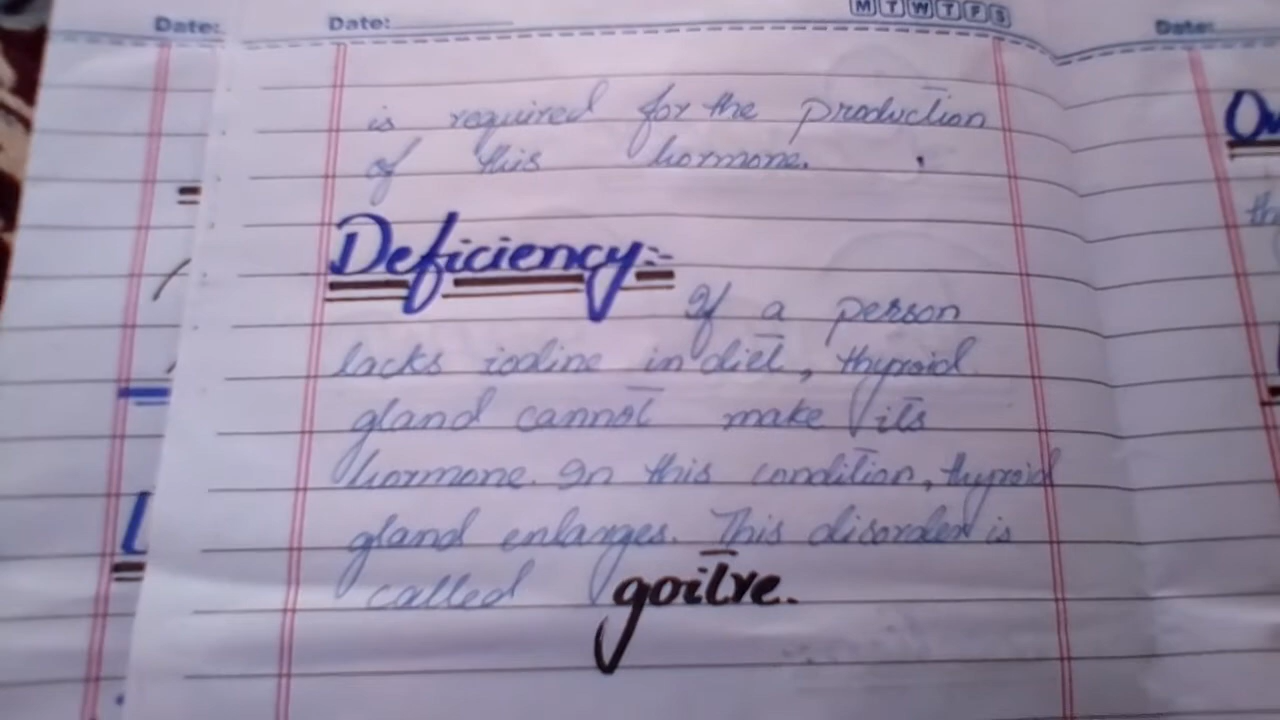 Date:
Date:
M T W T F S
Date:
is required for the production
of this hormone.
Deficiency:-
If a person
lacks iodine in diet, thyroid
gland cannot make its
hormone. In this condition, thyroid
gland enlarges. This disorder is
called goitre.